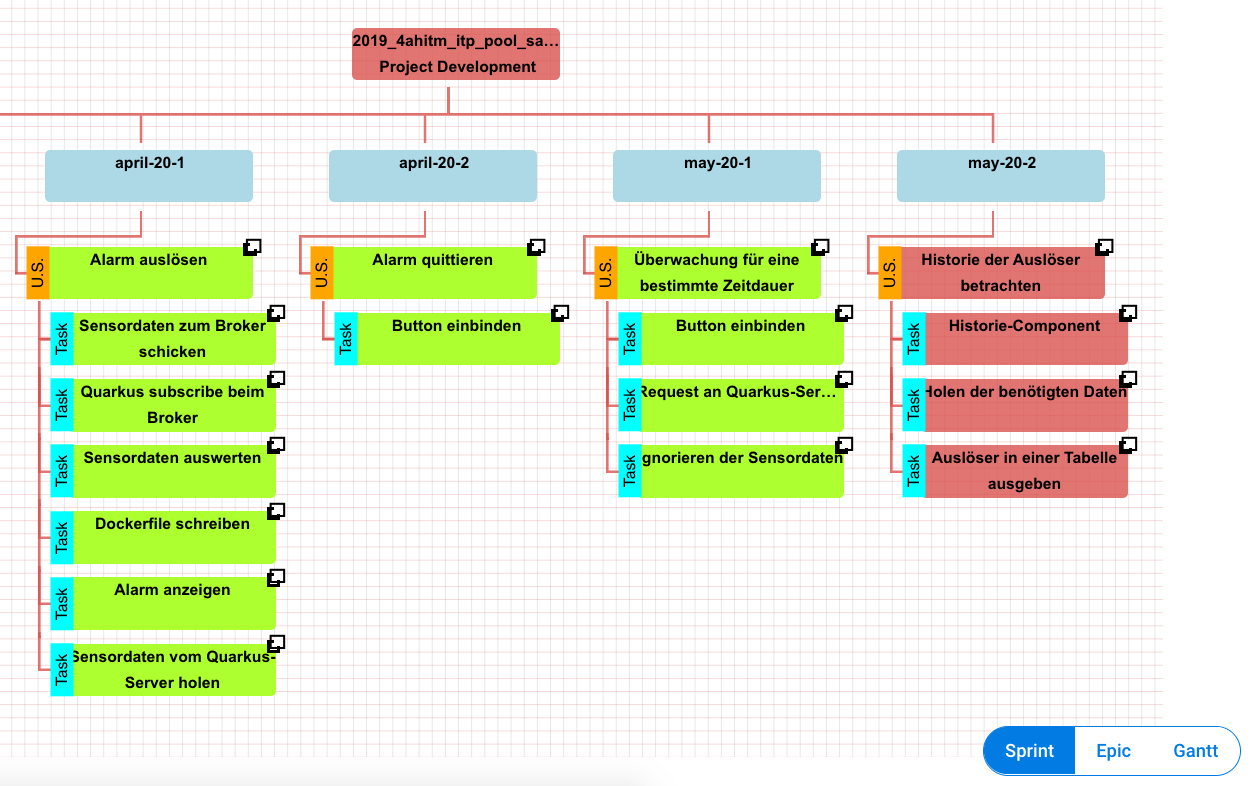 2019_4ahitm_itp_pool_sa...
Project Development
april-20-1
april-20-2
may-20-1
may-20-2
U.S.
Alarm auslösen
Task
Sensordaten zum Broker
schicken
Task
Quarkus subscribe beim
Broker
Task
Sensordaten auswerten
Task
Dockerfile schreiben
Task
Alarm anzeigen
Task
Sensordaten vom Quarkus-
Server holen
U.S.
Alarm quittieren
Task
Button einbinden
U.S.
Überwachung für eine
bestimmte Zeitdauer
Task
Button einbinden
Task
Request an Quarkus-Ser...
Task
gnorieren der Sensordaten
U.S.
Historie der Auslöser
betrachten
Task
Historie-Component
Task
Holen der benötigten Daten
Task
Auslöser in einer Tabelle
ausgeben
Sprint
Epic
Gantt